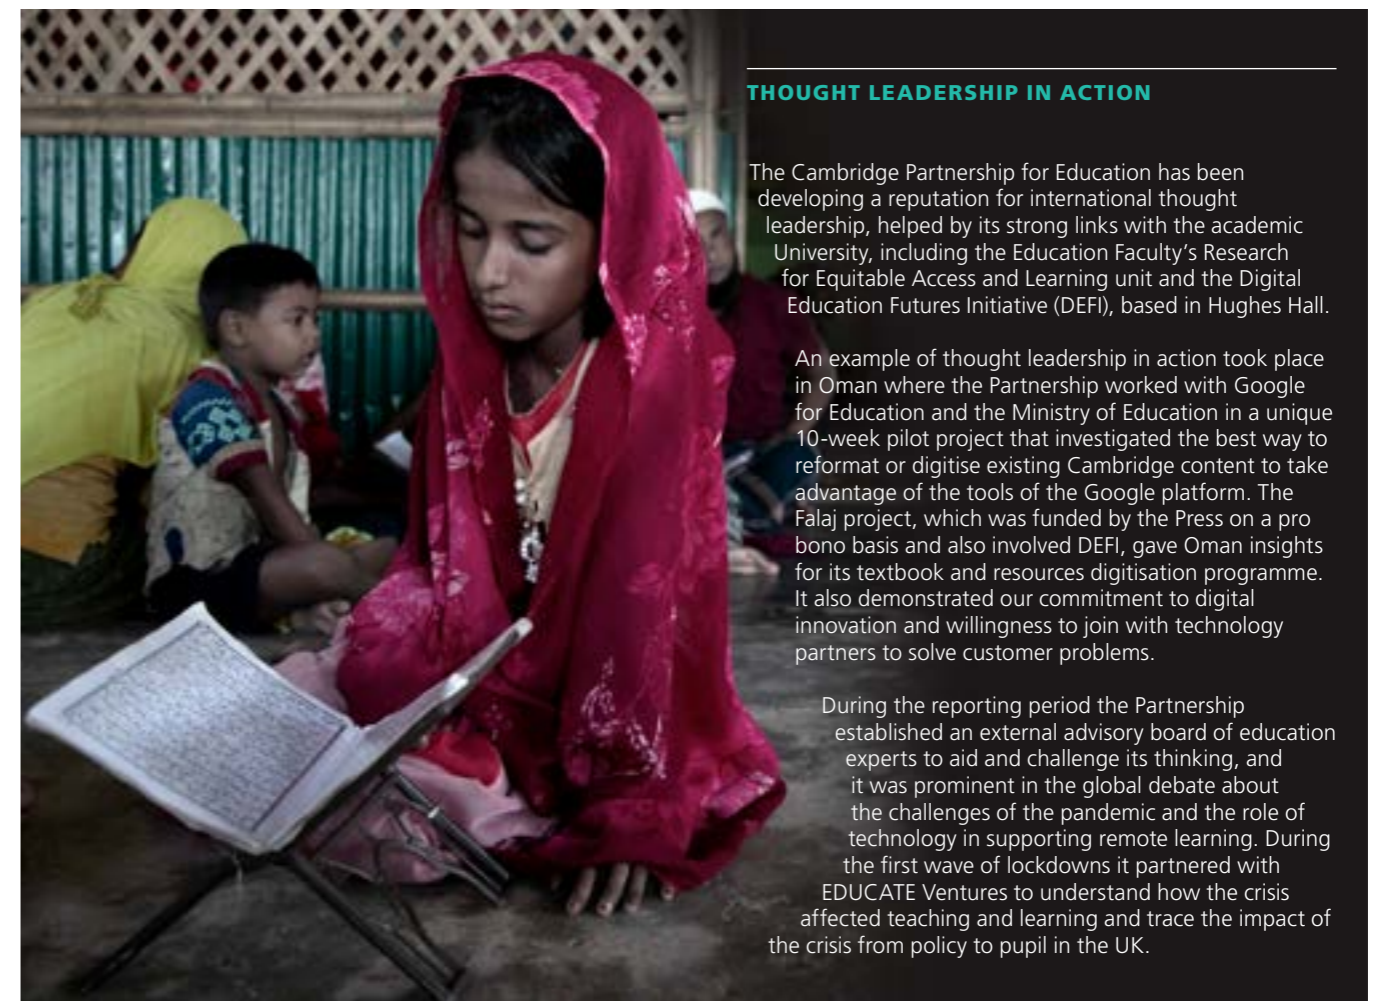 THOUGHT LEADERSHIP IN ACTION
The Cambridge Partnership for Education has been
developing a reputation for international thought
leadership, helped by its strong links with the academic
University, including the Education Faculty’s Research
for Equitable Access and Learning unit and the Digital
Education Futures Initiative (DEFI), based in Hughes Hall.
An example of thought leadership in action took place
in Oman where the Partnership worked with Google
for Education and the Ministry of Education in a unique
10-week pilot project that investigated the best way to
reformat or digitise existing Cambridge content to take
advantage of the tools of the Google platform. The
Falaj project, which was funded by the Press on a pro
bono basis and also involved DEFI, gave Oman insights
for its textbook and resources digitisation programme.
It also demonstrated our commitment to digital
innovation and willingness to join with technology
partners to solve customer problems.
During the reporting period the Partnership
established an external advisory board of education
experts to aid and challenge its thinking, and
it was prominent in the global debate about
the challenges of the pandemic and the role of
technology in supporting remote learning. During
the first wave of lockdowns it partnered with
EDUCATE Ventures to understand how the crisis
affected teaching and learning and trace the impact of
the crisis from policy to pupil in the UK.